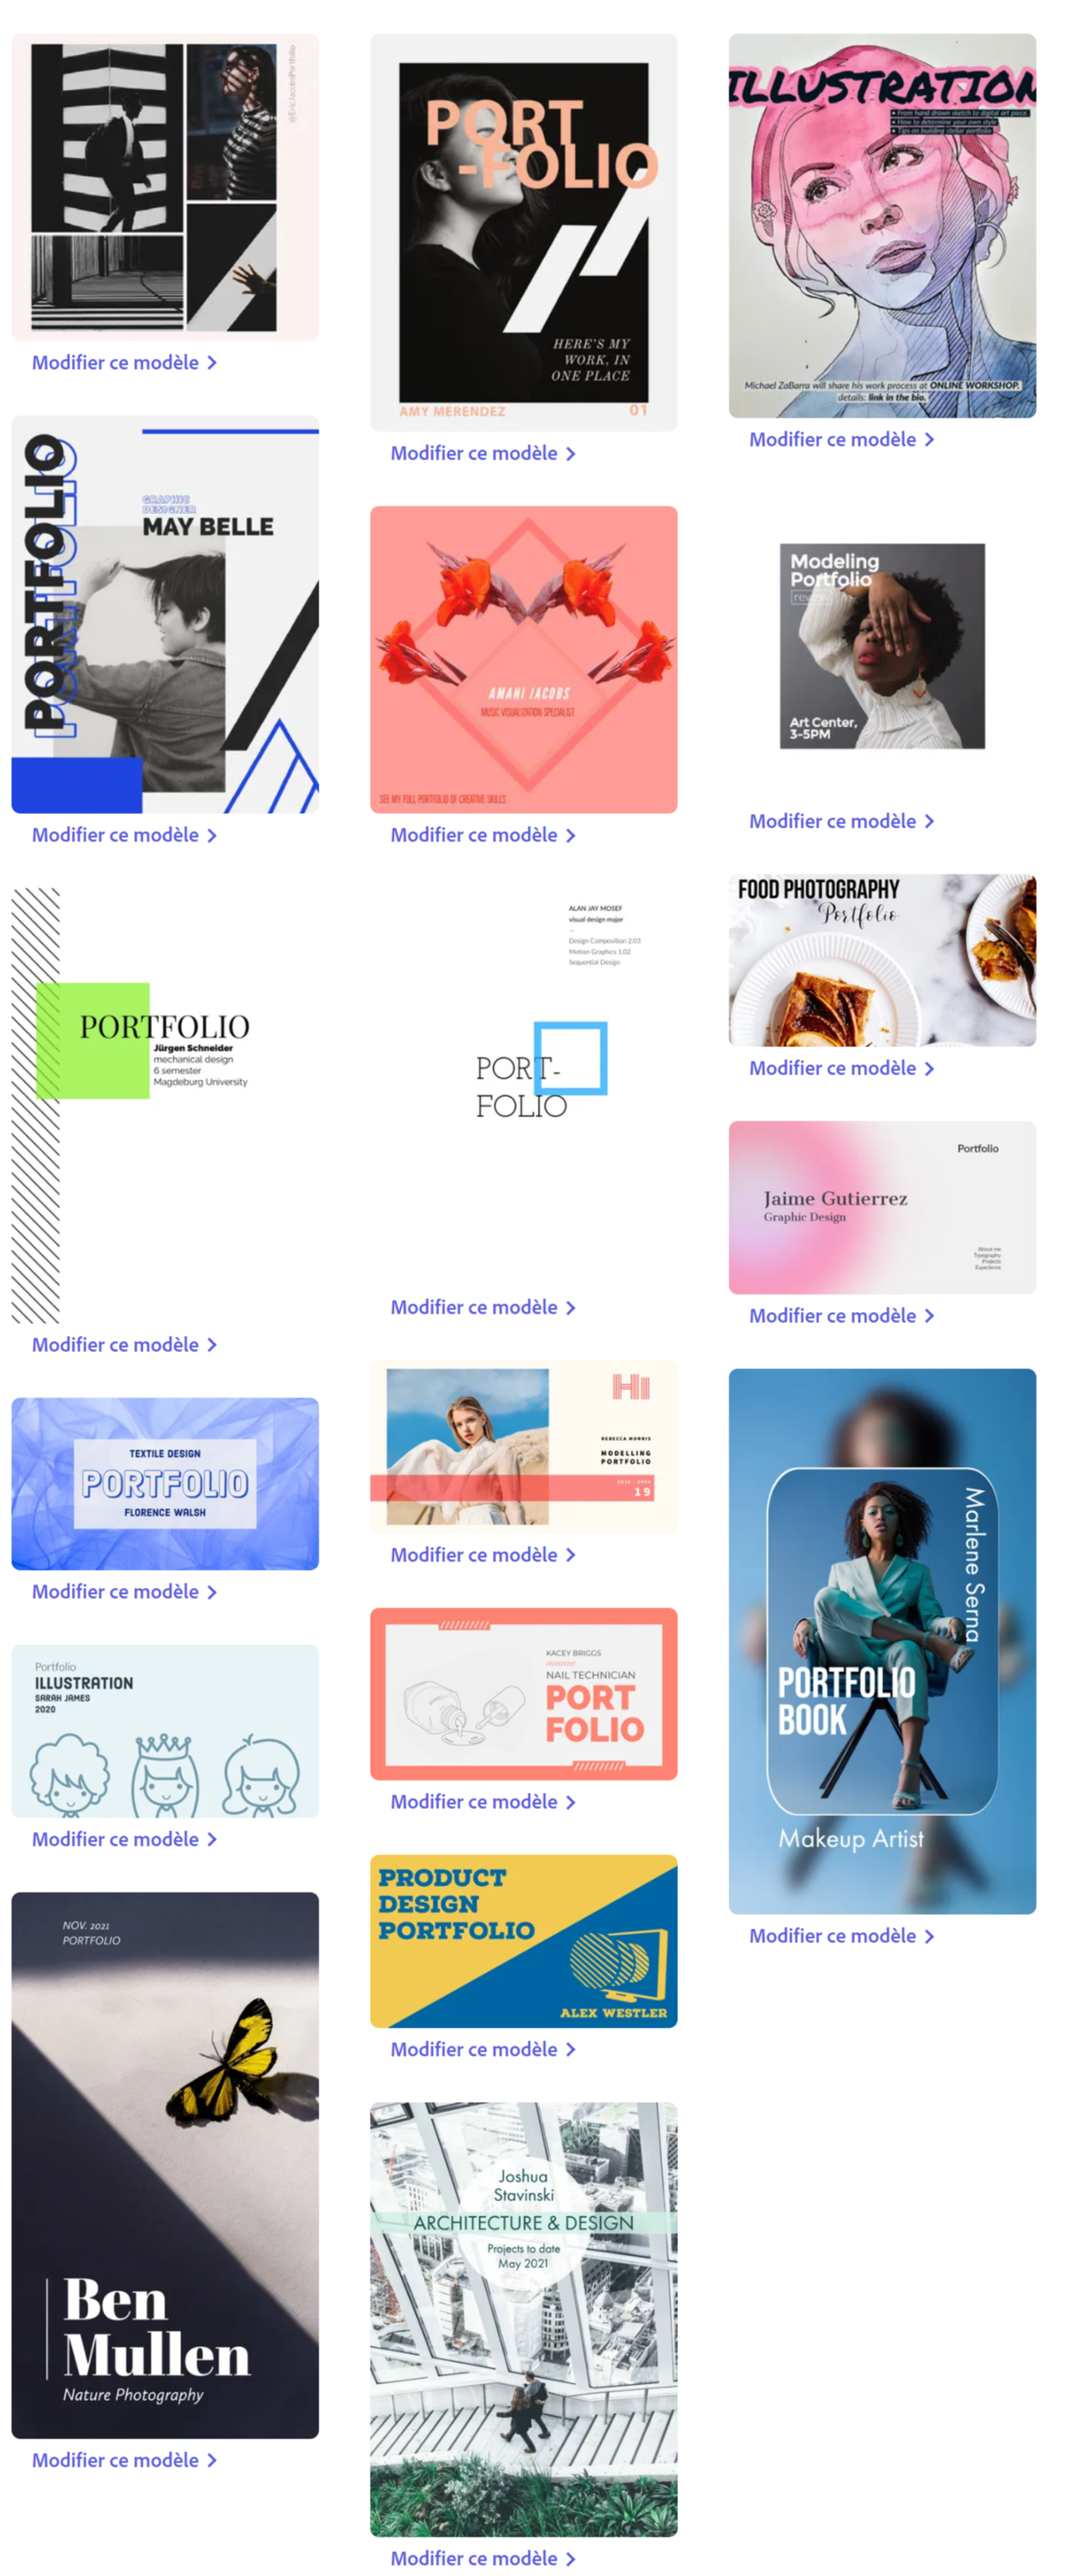 @EricJacobsPortfolio
Modifier ce modèle
PORTFOLIO
GRAPHIC
DESIGNER
MAY BELLE
Modifier ce modèle
PORTFOLIO
Jürgen Schneider
mechanical design
6 semester
Magdeburg University
Modifier ce modèle
TEXTILE DESIGN
PORTFOLIO
FLORENCE WALSH
Modifier ce modèle
Portfolio
ILLUSTRATION
SARAH JAMES
2020
Modifier ce modèle
NOV. 2021
PORTFOLIO
Ben
Mullen
Nature Photography
Modifier ce modèle
PORT
-FOLIO
HERE'S MY
WORK, IN
ONE PLACE
AMY MERENDEZ
01
Modifier ce modèle
AMANI JACOBS
MUSIC VISUALIZATION SPECIALIST
SEE MY FULL PORTFOLIO OF CREATIVE SKILLS
Modifier ce modèle
ALAN JAY MOSEF
visual design major
Design Composition 2.03
Motion Graphics 1.02
Sequential Design
PORT-
FOLIO
Modifier ce modèle
REBECCA MORRIS
MODELLING
PORTFOLIO
19
Modifier ce modèle
KACEY BRIGGS
NAIL TECHNICIAN
PORT
FOLIO
Modifier ce modèle
PRODUCT
DESIGN
PORTFOLIO
ALEX WESTLER
Modifier ce modèle
Joshua
Stavinski
ARCHITECTURE & DESIGN
Projects to date
May 2021
Modifier ce modèle
ILLUSTRATION
• From hand drawn sketch to digital art piece
• How to determine your own style
• Tips on building stellar portfolio
Michael ZaBarra will share his work process at ONLINE WORKSHOP.
details: link in the bio.
Modifier ce modèle
Modeling
Portfolio
review
Art Center,
3-5PM
Modifier ce modèle
FOOD PHOTOGRAPHY
Portfolio
Modifier ce modèle
Portfolio
Jaime Gutierrez
Graphic Design
About me
Typography
Projects
Experience
Modifier ce modèle
Marlene Serna
PORTFOLIO
BOOK
Makeup Artist
Modifier ce modèle